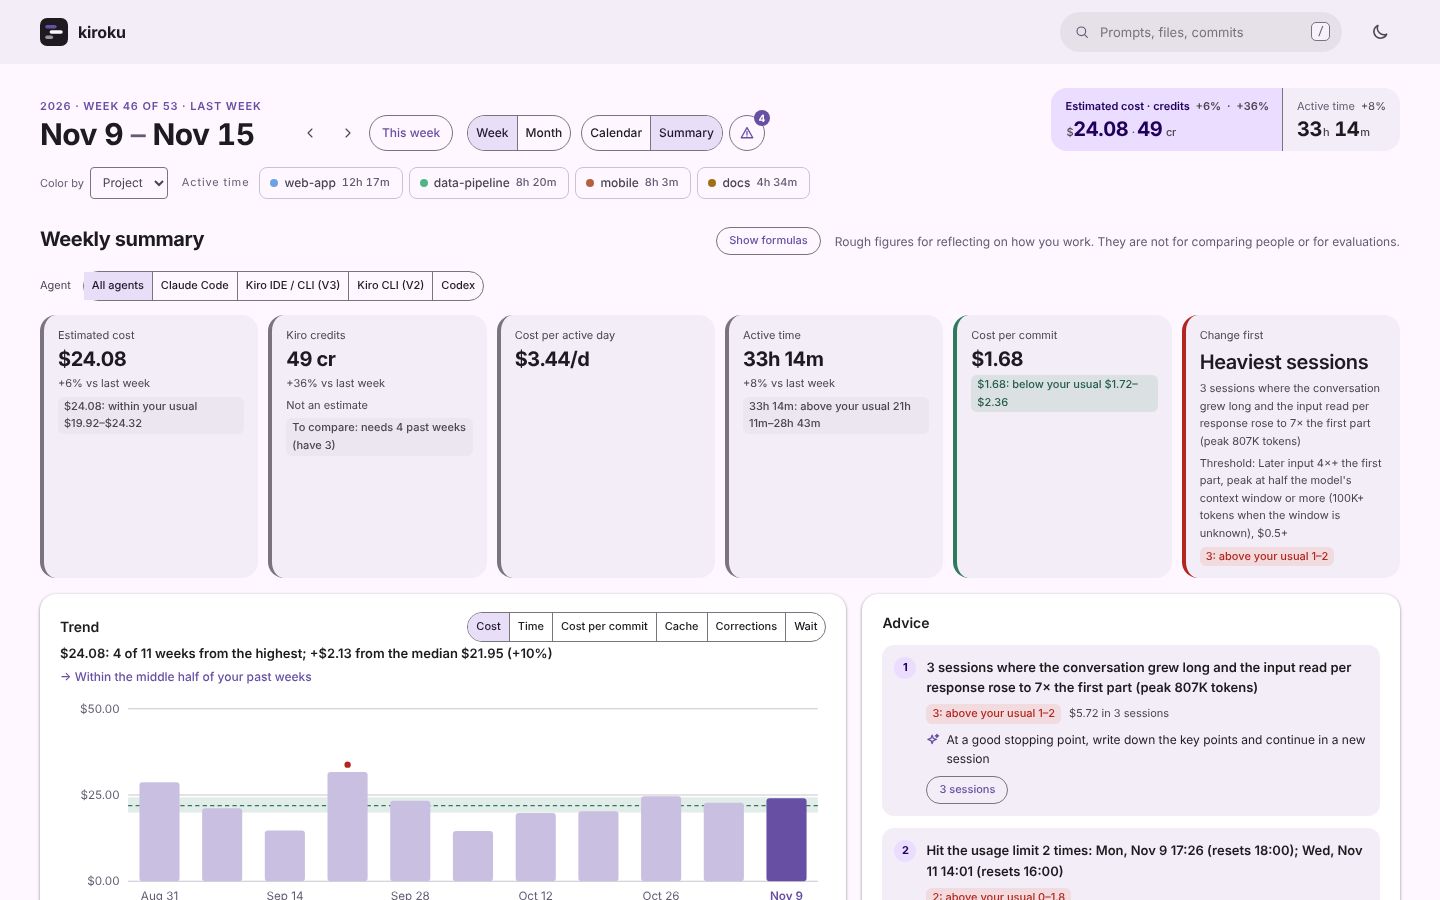 kiroku
Prompts, files, commits
/
2026 · WEEK 46 OF 53 · LAST WEEK
Nov 9 – Nov 15
This week
Week
Month
Calendar
Summary
4
Estimated cost · credits +6% · +36%
$24.08 · 49 cr
Active time +8%
33h 14m
Color by
Project
Active time
web-app 12h 17m
data-pipeline 8h 20m
mobile 8h 3m
docs 4h 34m
Weekly summary
Show formulas
Rough figures for reflecting on how you work. They are not for comparing people or for evaluations.
Agent
All agents
Claude Code
Kiro IDE / CLI (V3)
Kiro CLI (V2)
Codex
Estimated cost
$24.08
+6% vs last week
$24.08: within your usual
$19.92–$24.32
Kiro credits
49 cr
+36% vs last week
Not an estimate
To compare: needs 4 past weeks
(have 3)
Cost per active day
$3.44/d
Active time
33h 14m
+8% vs last week
33h 14m: above your usual 21h
11m–28h 43m
Cost per commit
$1.68
$1.68: below your usual $1.72–
$2.36
Change first
Heaviest sessions
3 sessions where the conversation
grew long and the input read per
response rose to 7× the first part
(peak 807K tokens)
Threshold: Later input 4×+ the first
part, peak at half the model's
context window or more (100K+
tokens when the window is
unknown), $0.5+
3: above your usual 1–2
Trend
Cost
Time
Cost per commit
Cache
Corrections
Wait
$24.08: 4 of 11 weeks from the highest; +$2.13 from the median $21.95 (+10%)
→ Within the middle half of your past weeks
$50.00
$25.00
$0.00
Aug 31
Sep 14
Sep 28
Oct 12
Oct 26
Nov 9
Advice
1
3 sessions where the conversation grew long and the input read per
response rose to 7× the first part (peak 807K tokens)
3: above your usual 1–2
$5.72 in 3 sessions
At a good stopping point, write down the key points and continue in a new
session
3 sessions
2
Hit the usage limit 2 times: Mon, Nov 9 17:26 (resets 18:00); Wed, Nov
11 14:01 (resets 16:00)
2: above your usual 0–1.8